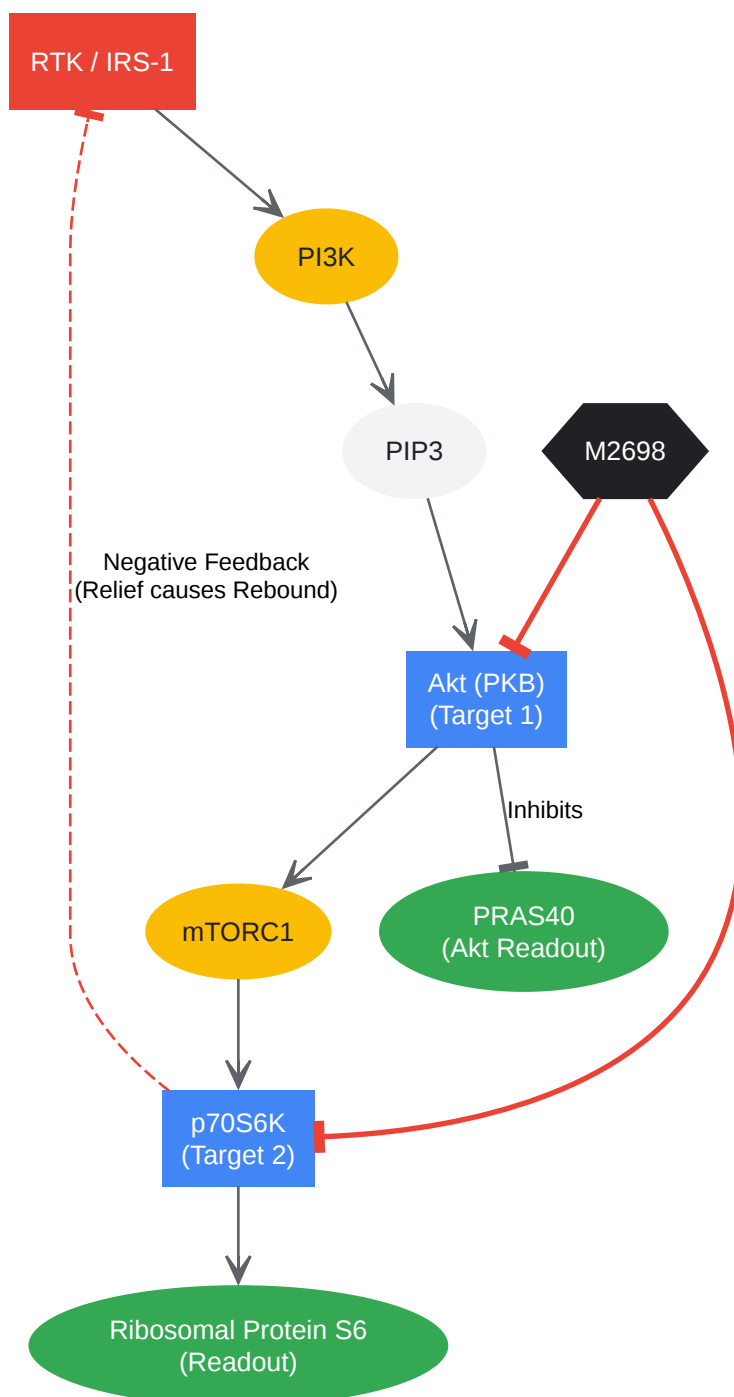 RTK / IRS-1
PI3K
PIP3
M2698
Negative Feedback
(Relief causes Rebound)
Akt (PKB)
(Target 1)
Inhibits
mTORC1
PRAS40
(Akt Readout)
p70S6K
(Target 2)
Ribosomal Protein S6
(Readout)